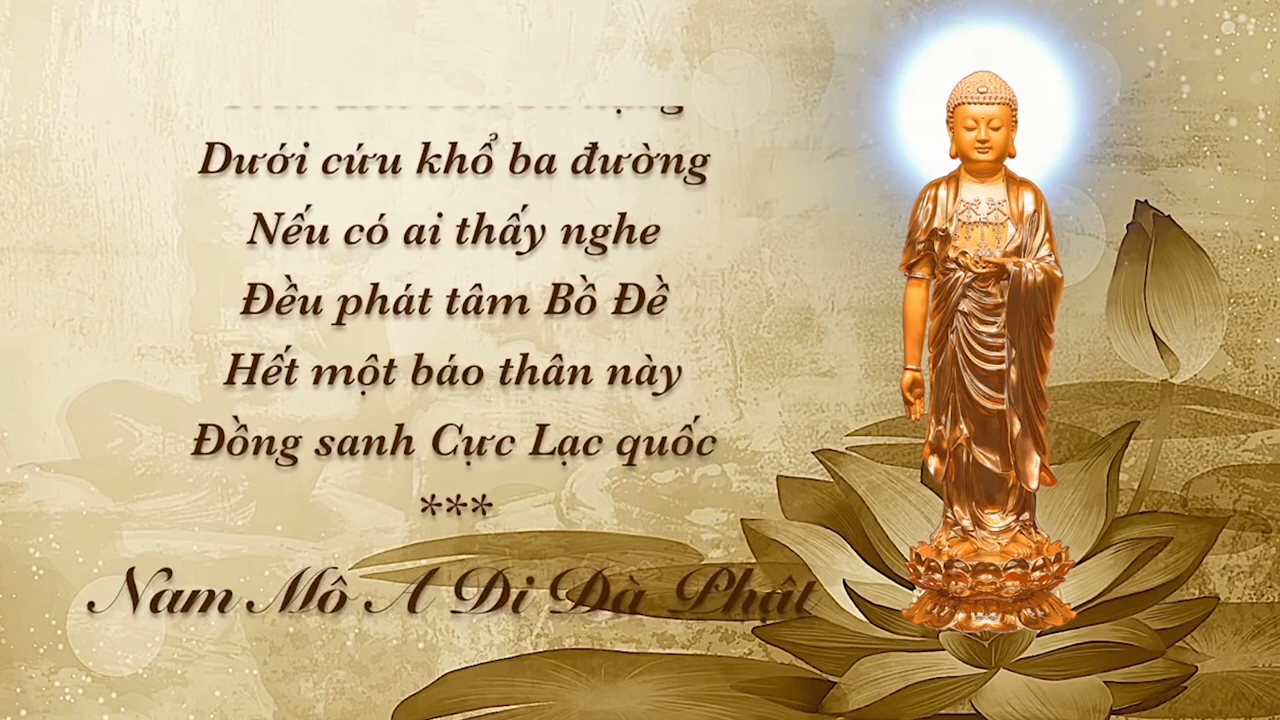 Dưới cứu khổ ba đường
Nếu có ai thấy nghe
Đều phát tâm Bồ Đề
Hết một báo thân này
Đồng sanh Cực Lạc quốc
***
Nam Mô A Di Đà Phật